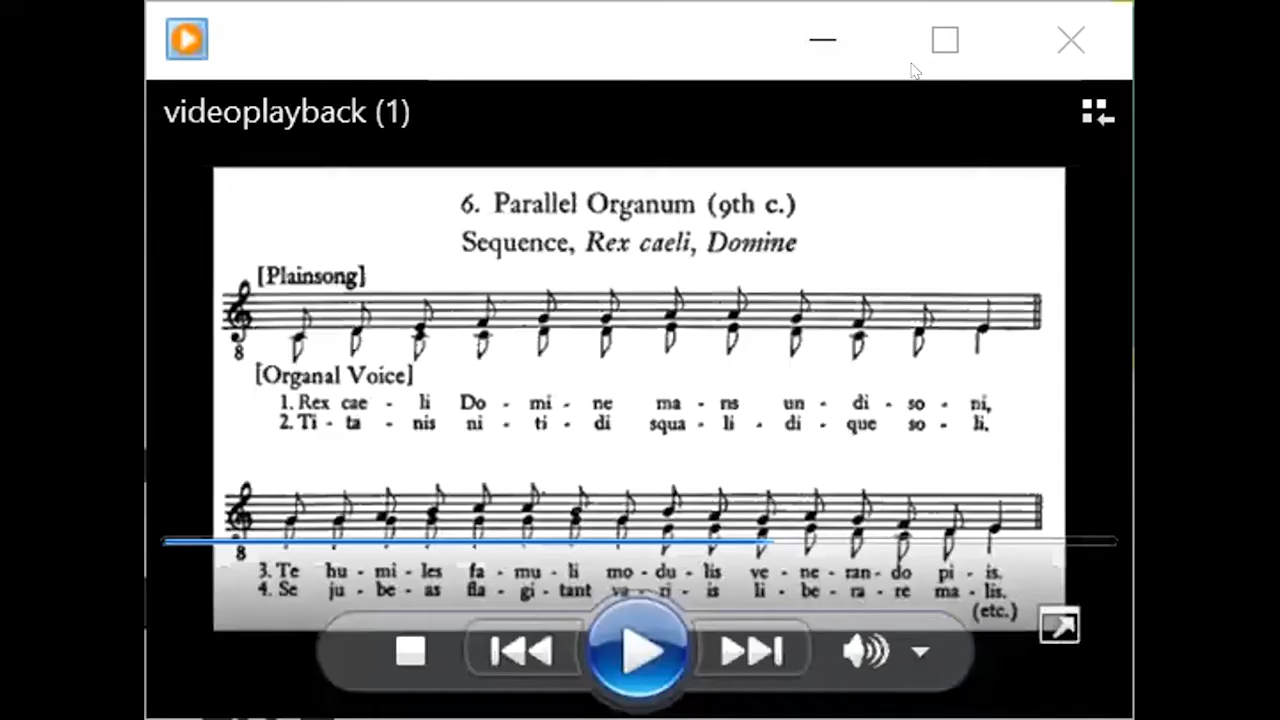 videoplayback (1)
6. Parallel Organum (9th c.)
Sequence, Rex caeli, Domine
[Plainsong]
8
[Organal Voice]
1. Rex cae - li Do - mi - ne ma - ris un - di - so - ni,
2. Ti - ta - nis ni - ti - di squa - li - di - que so - li.
8
3. Te hu - mi - les fa - mu - li mo - du - lis ve - ne - ran - do pi - is.
4. Se ju - be - as fla - gi - tant - is li - be - ra - re ma - lis.
(etc.)